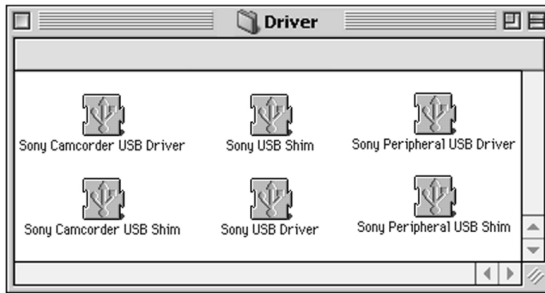 Driver
Sony Camcorder USB Driver
Sony USB Shim
Sony Peripheral USB Driver
Sony Camcorder USB Shim
Sony USB Driver
Sony Peripheral USB Shim